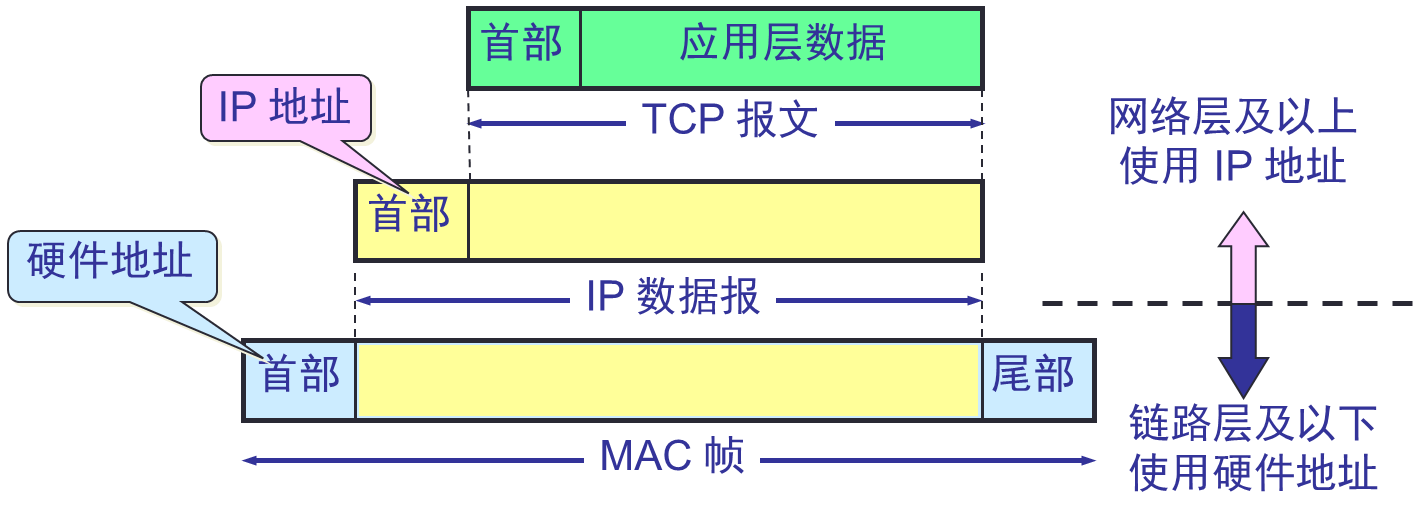 首部
应用层数据
TCP 报文
IP 地址
网络层及以上
使用 IP 地址
首部
硬件地址
IP 数据报
首部
尾部
MAC 帧
链路层及以下
使用硬件地址